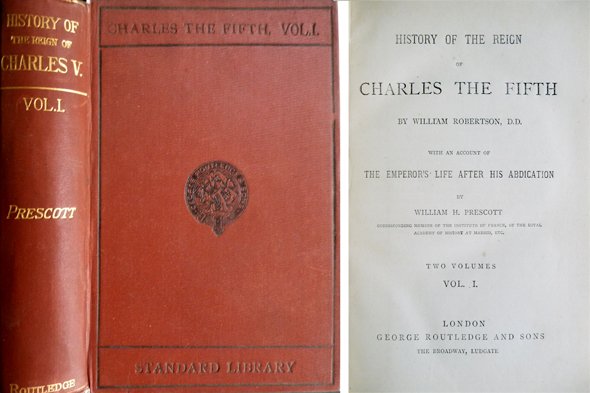 HISTORY OF
THE REIGN OF
CHARLES V.
VOL.I.
PRESCOTT
ROUTLEDGE
CHARLES THE FIFTH, VOL.I.
STANDARD LIBRARY
HISTORY OF THE REIGN
OF
CHARLES THE FIFTH
BY WILLIAM ROBERTSON, D.D.
WITH AN ACCOUNT OF
THE EMPEROR'S LIFE AFTER HIS ABDICATION
BY
WILLIAM H. PRESCOTT
CORRESPONDING MEMBER OF THE INSTITUTE OF FRANCE, OF THE ROYAL
ACADEMY OF HISTORY AT MADRID, ETC.
TWO VOLUMES
VOL. I.
LONDON
GEORGE ROUTLEDGE AND SONS
THE BROADWAY, LUDGATE